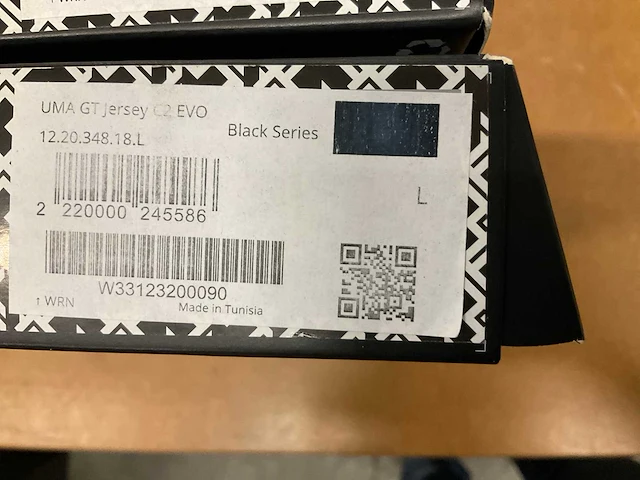 UMA GT Jersey C2 EVO
12.20.348.18.L
Black Series
L
2 220000 245586
W33123200090
↑ WRN
Made in Tunisia